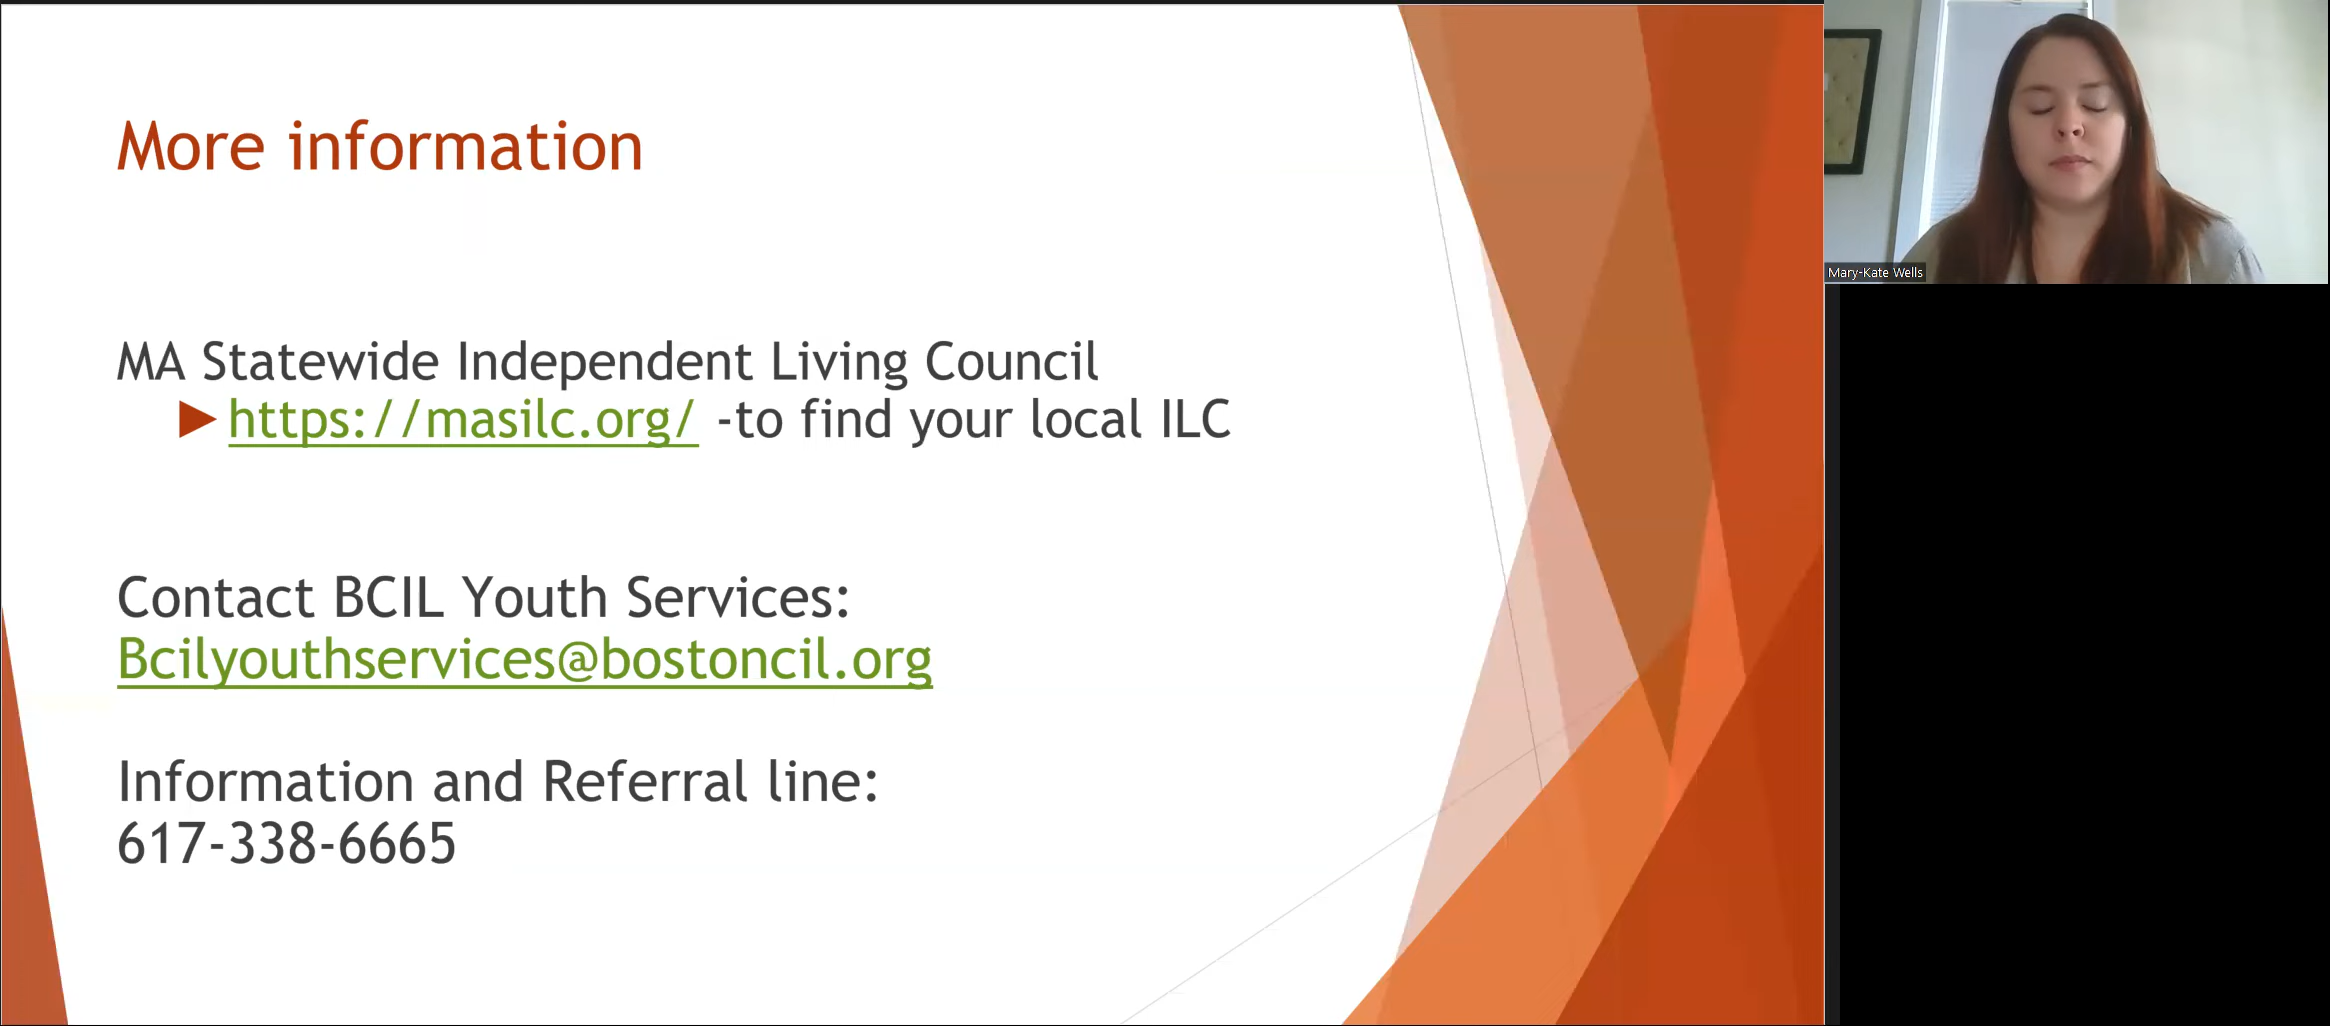 More information
MA Statewide Independent Living Council
https://masilc.org/ -to find your local ILC
Contact BCIL Youth Services:
Bcilyouthservices@bostoncil.org
Information and Referral line:
617-338-6665
Mary-Kate Wells